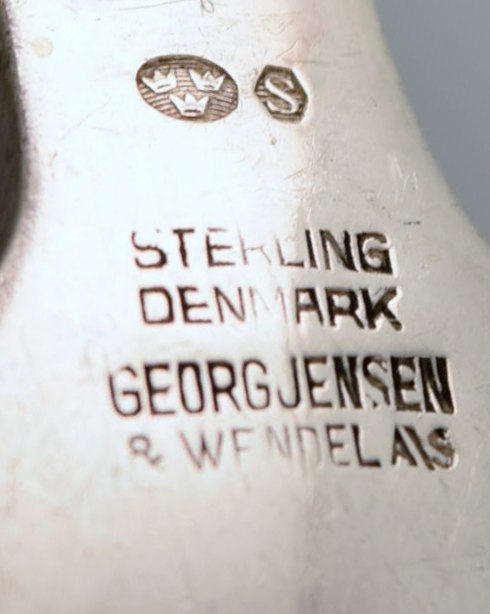 S
STERLING
DENMARK
GEORG JENSEN
& WENDEL A/S